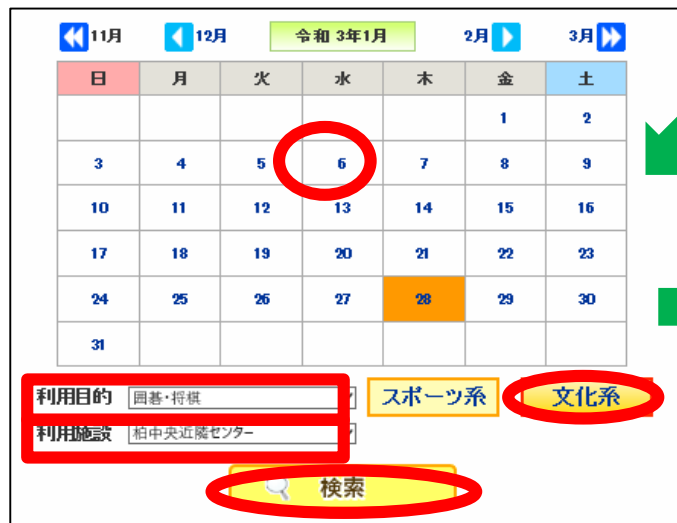 11月 12月 令和 3年1月 2月 3月
日 月 火 水 木 金 土
1 2
3 4 5 6 7 8 9
10 11 12 13 14 15 16
17 18 19 20 21 22 23
24 25 26 27 28 29 30
31
利用目的 囲碁・将棋 スポーツ系 文化系
利用施設 柏中央近隣センター
検索